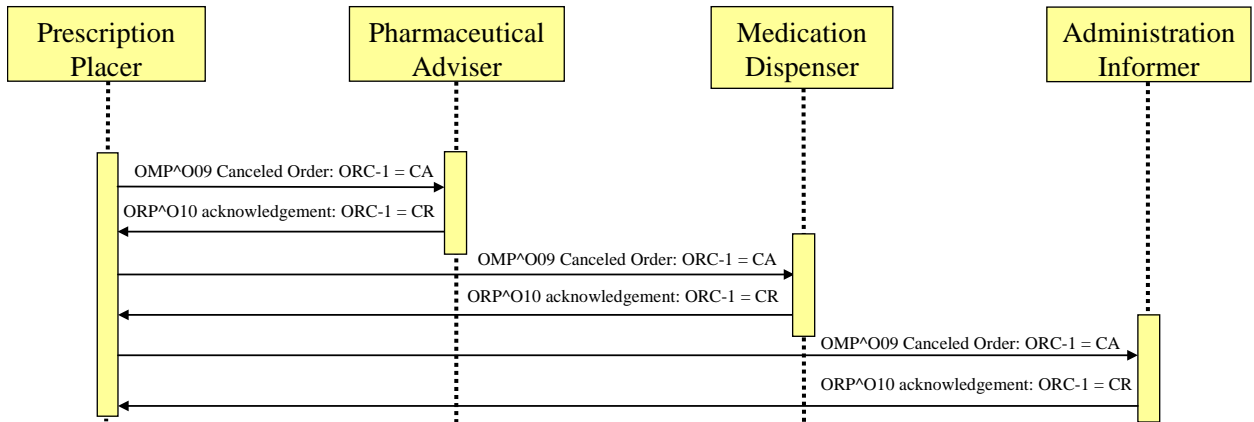 Prescription
Placer
Pharmaceutical
Adviser
Medication
Dispenser
Administration
Informer
OMP^O09 Canceled Order: ORC-1 = CA
ORP^O10 acknowledgement: ORC-1 = CR
OMP^O09 Canceled Order: ORC-1 = CA
ORP^O10 acknowledgement: ORC-1 = CR
OMP^O09 Canceled Order: ORC-1 = CA
ORP^O10 acknowledgement: ORC-1 = CR